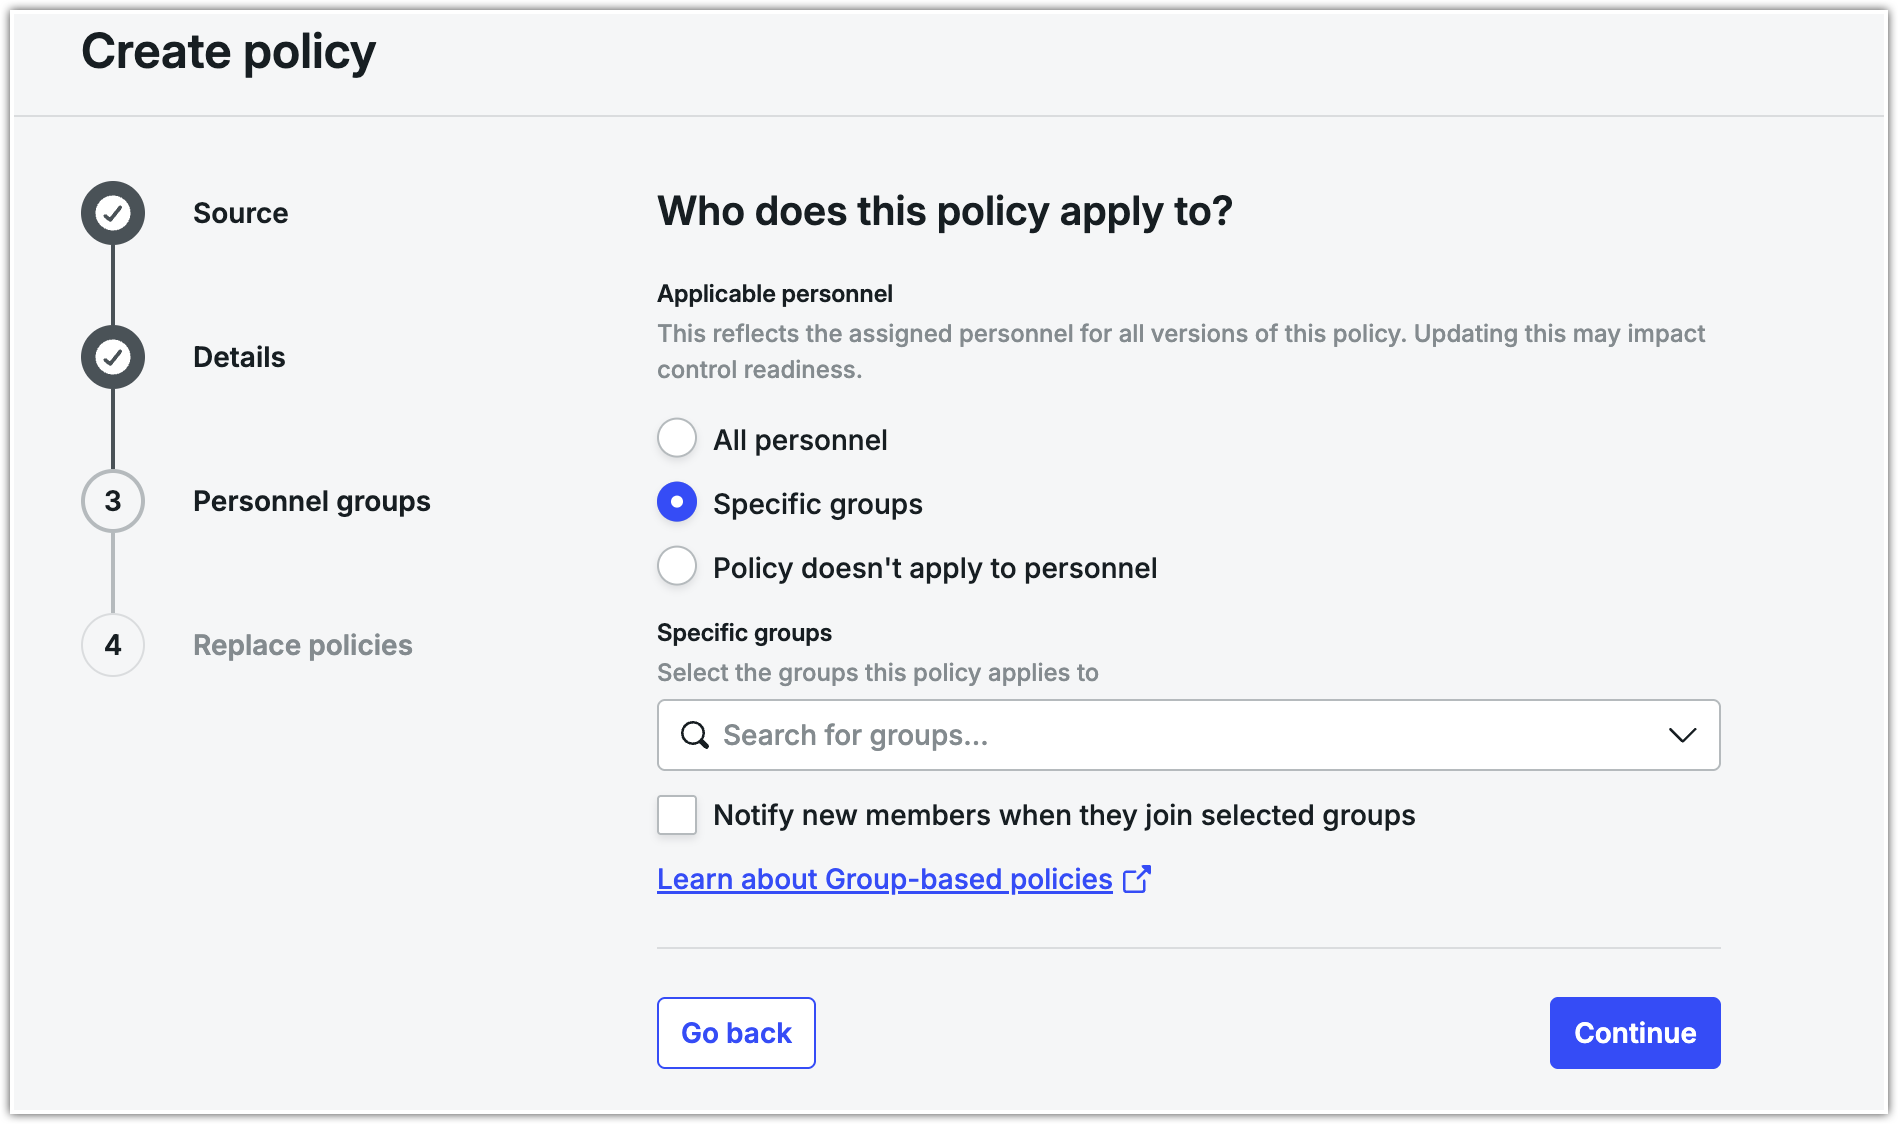 Create policy
Source
Details
3
Personnel groups
4
Replace policies
Who does this policy apply to?
Applicable personnel
This reflects the assigned personnel for all versions of this policy. Updating this may impact
control readiness.
All personnel
Specific groups
Policy doesn't apply to personnel
Specific groups
Select the groups this policy applies to
Search for groups...
Notify new members when they join selected groups
Learn about Group-based policies
Go back
Continue